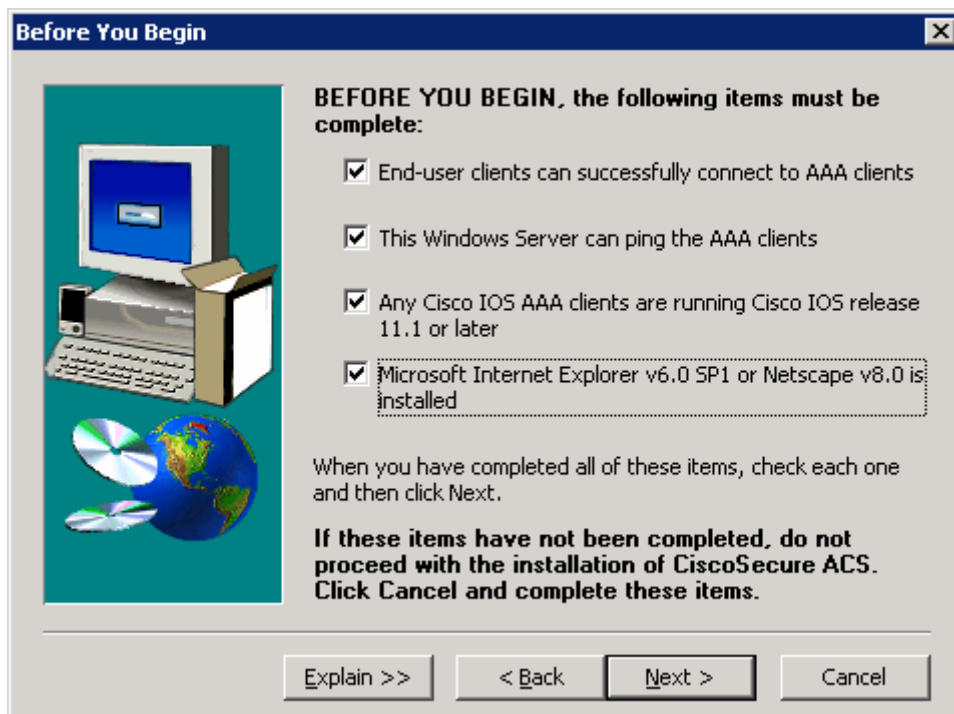 Before You Begin
BEFORE YOU BEGIN, the following items must be
complete:
End-user clients can successfully connect to AAA clients
This Windows Server can ping the AAA clients
Any Cisco IOS AAA clients are running Cisco IOS release
11.1 or later
Microsoft Internet Explorer v6.0 SP1 or Netscape v8.0 is
installed
When you have completed all of these items, check each one
and then click Next.
If these items have not been completed, do not
proceed with the installation of CiscoSecure ACS.
Click Cancel and complete these items.
Explain >>
< Back
Next >
Cancel